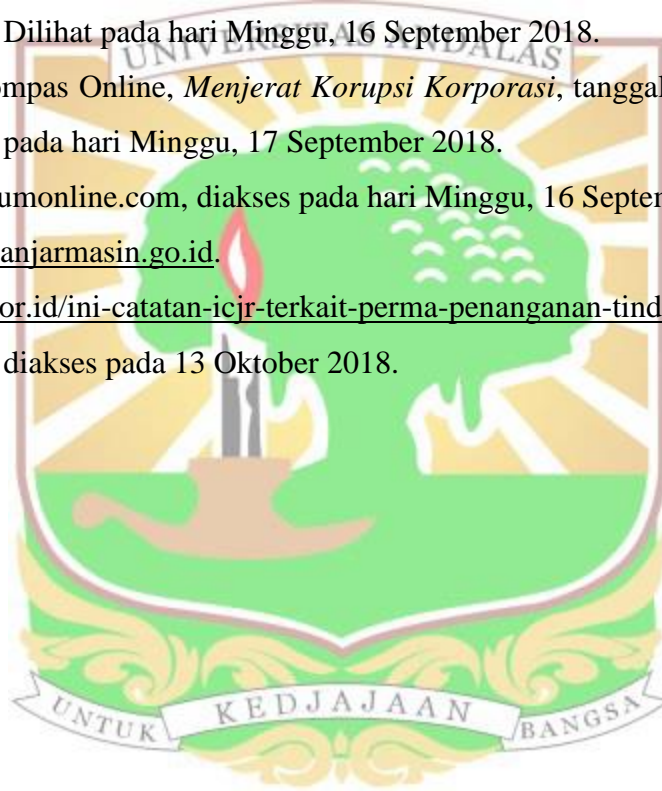 Dilihat pada hari Minggu, 16 September 2018.
UNIVERSITAS ANDALAS
ompas Online, Menjerat Korupsi Korporasi, tanggal
pada hari Minggu, 17 September 2018.
umonline.com, diakses pada hari Minggu, 16 Septem
anjarmasin.go.id.
or.id/ini-catatan-icjr-terkait-perma-penanganan-tind
diakses pada 13 Oktober 2018.
UNTUK KEDJAJAAN BANGSA